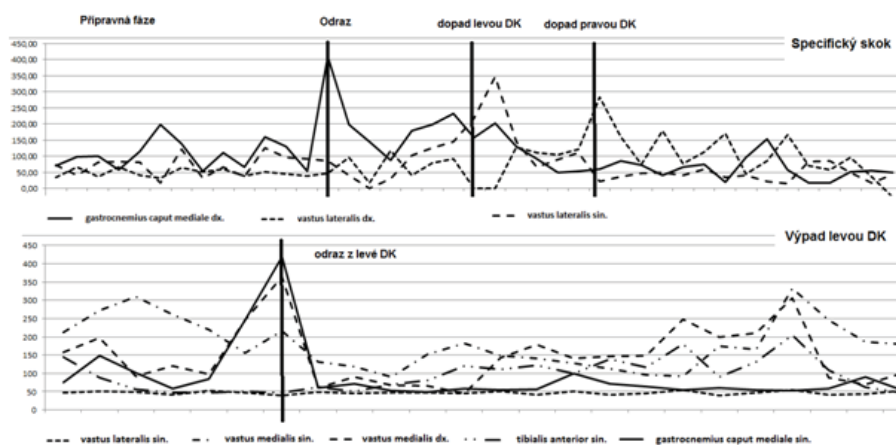 Přípravná fáze
Odraz
dopad levou DK
dopad pravou DK
Specifický skok
450,00
400,00
350,00
300,00
250,00
200,00
150,00
100,00
50,00
0,00
gastrocnemius caput mediale dx.
vastus lateralis dx.
vastus lateralis sin.
Výpad levou DK
odraz z levé DK
450
400
350
300
250
200
150
100
50
0
vastus lateralis sin.
vastus medialis sin.
vastus medialis dx.
tibialis anterior sin.
gastrocnemius caput mediale sin.